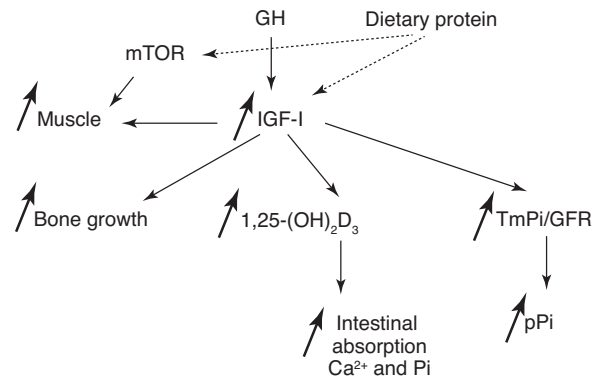 GH
Dietary protein
mTOR
Muscle
IGF-I
Bone growth
1,25-(OH)₂D₃
TmPi/GFR
Intestinal
absorption
Ca²⁺ and Pi
pPi